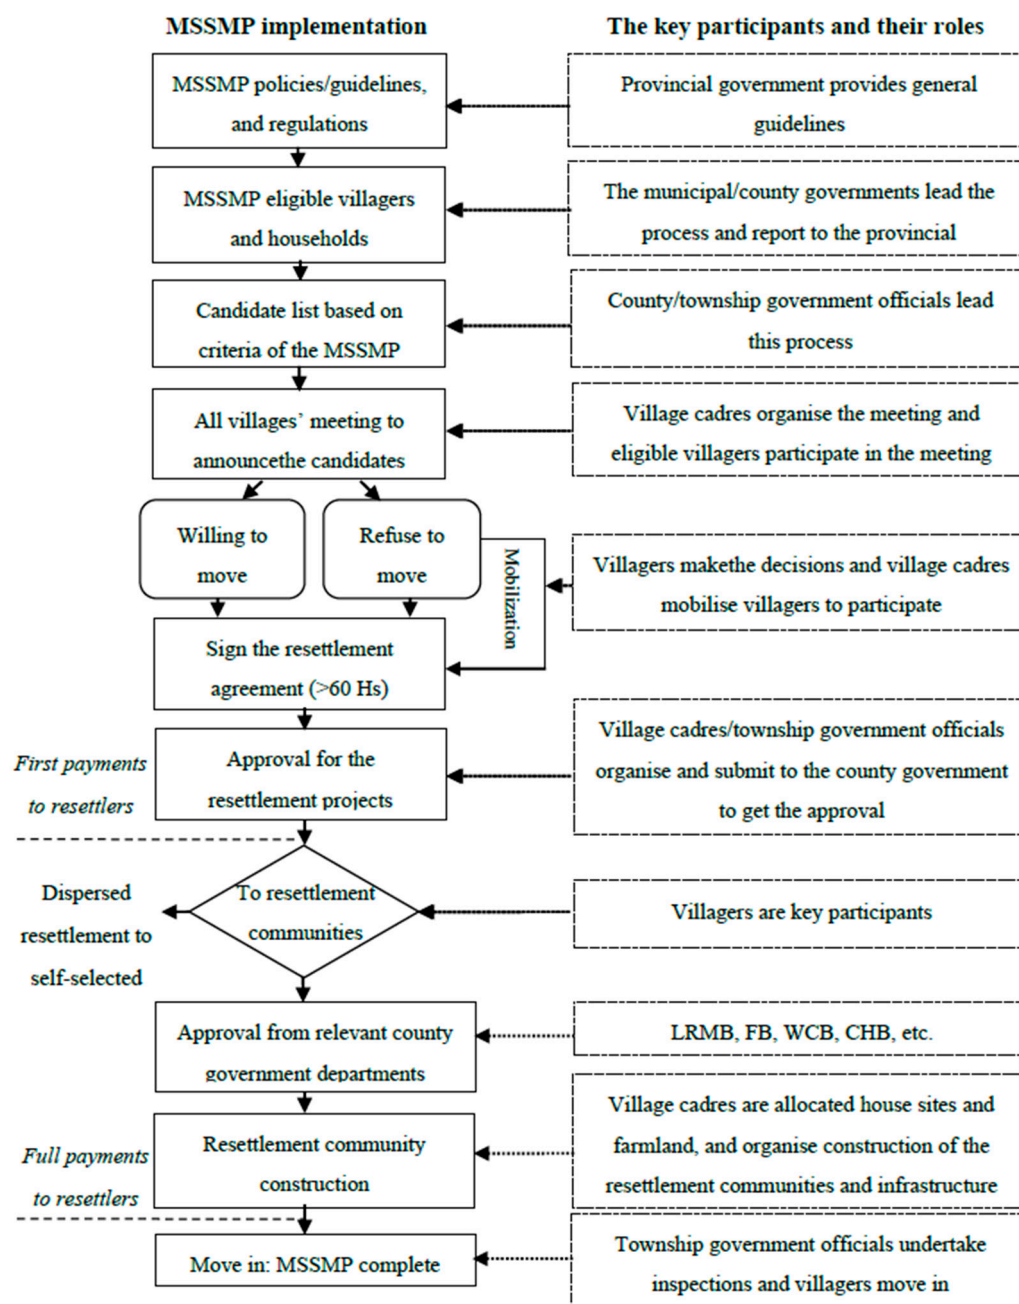 MSSMP implementation
The key participants and their roles
MSSMP policies/guidelines,
and regulations
Provincial government provides general
guidelines
MSSMP eligible villagers
and households
The municipal/county governments lead the
process and report to the provincial
Candidate list based on
criteria of the MSSMP
County/township government officials lead
this process
All villages’ meeting to
announcethe candidates
Village cadres organise the meeting and
eligible villagers participate in the meeting
Willing to
move
Refuse to
move
Mobilization
Villagers makethe decisions and village cadres
mobilise villagers to participate
Sign the resettlement
agreement (>60 Hs)
First payments
to resettlers
Approval for the
resettlement projects
Village cadres/township government officials
organise and submit to the county government
to get the approval
Dispersed
resettlement to
self-selected
To resettlement
communities
Villagers are key participants
Approval from relevant county
government departments
LRMB, FB, WCB, CHB, etc.
Full payments
to resettlers
Resettlement community
construction
Village cadres are allocated house sites and
farmland, and organise construction of the
resettlement communities and infrastructure
Move in: MSSMP complete
Township government officials undertake
inspections and villagers move in